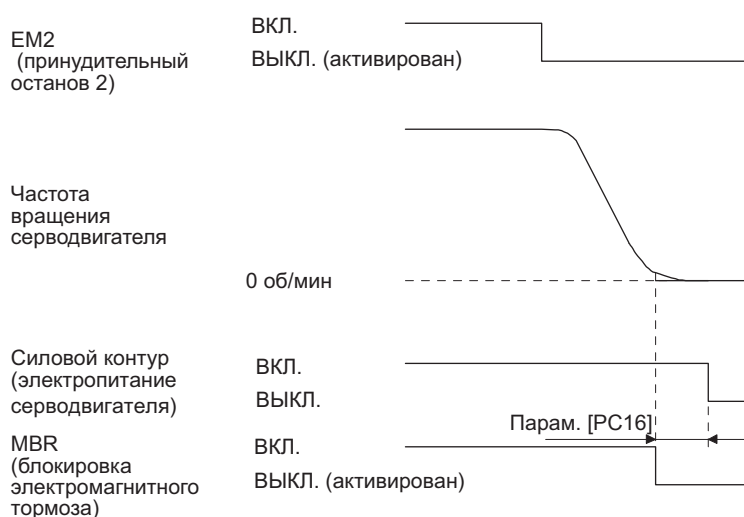 EM2
(принудительный
останов 2)
ВКЛ.
ВЫКЛ. (активирован)
Частота
вращения
серводвигателя
0 об/мин
Силовой контур
(электропитание
серводвигателя)
ВКЛ.
ВЫКЛ.
Парам. [PC16]
MBR
(блокировка
электромагнитного
тормоза)
ВКЛ.
ВЫКЛ. (активирован)